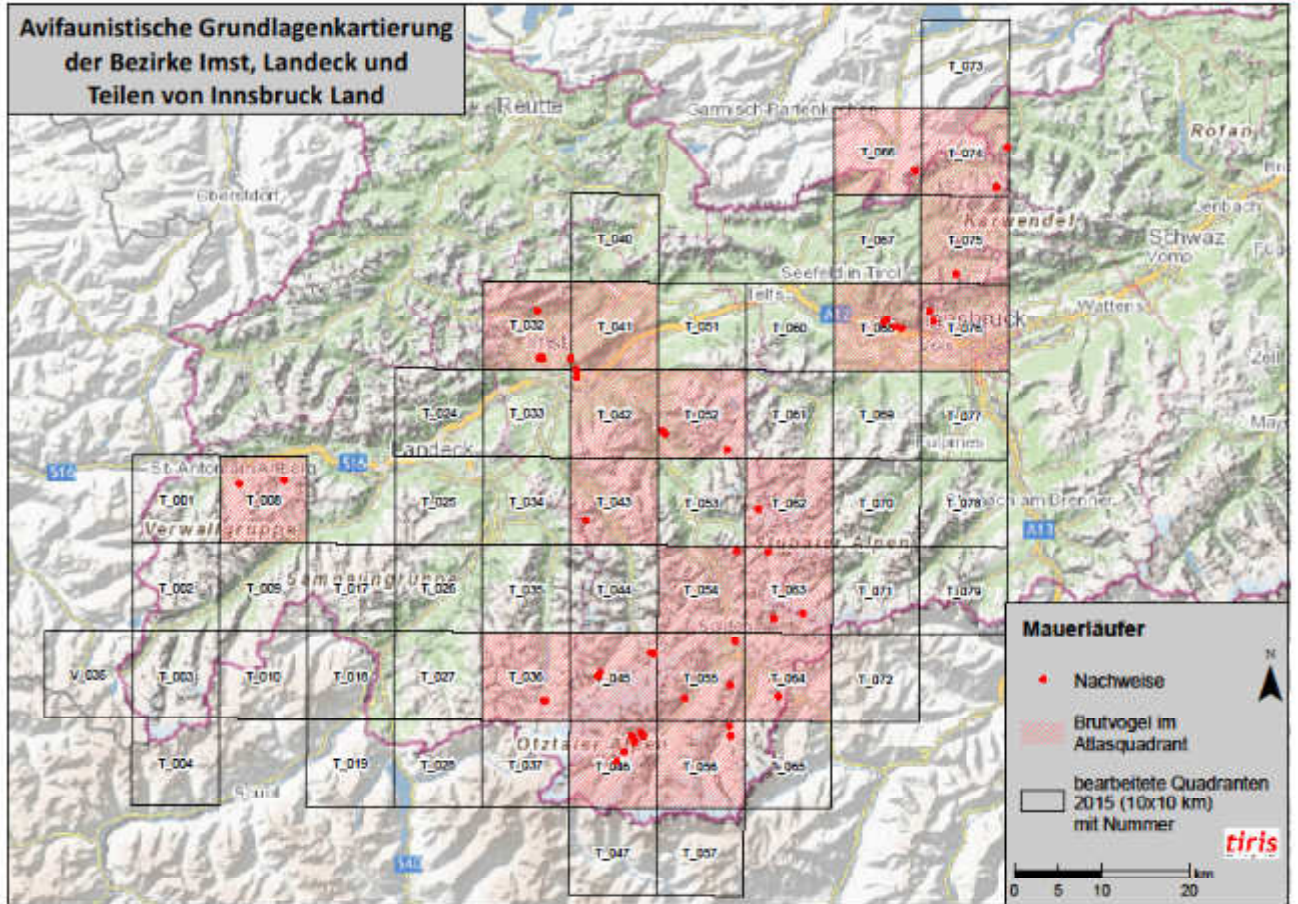 Avifaunistische Grundlagenkartierung
der Bezirke Imst, Landeck und
Teilen von Innsbruck Land
T_073
Reutte
Garmisch-Partenkirchen
Rofan
T_066
T_074
Oberstdorf
Jenbach
Karwendel
T_040
T_067
T_075
Schwaz
Vomp
Seefeld in Tirol
Telfs
Wattens
A12
T_032
T_041
T_051
T_060
T_076
Innsbruck
Imst
T_024
T_033
T_042
T_052
T_061
T_069
T_077
Landeck
Fulpmes
S16
St. Anton am Arlberg
S16
T_001
T_008
T_025
T_034
T_043
T_053
T_062
T_070
T_078
Verwallgruppe
Stubaier Alpen
A13
T_002
T_009
Samnaungruppe
T_017
T_026
T_035
T_044
T_054
T_063
T_071
T_079
V_036
T_003
T_010
T_018
T_027
T_036
T_045
T_055
T_064
T_072
Ötztaler Alpen
T_004
T_019
T_028
T_037
T_046
T_056
T_065
S40
T_047
T_057
Mauerläufer
N
Nachweise
Brutvogel im
Atlasquadrant
bearbeitete Quadranten
2015 (10x10 km)
mit Nummer
tiris
km
0 5 10 20